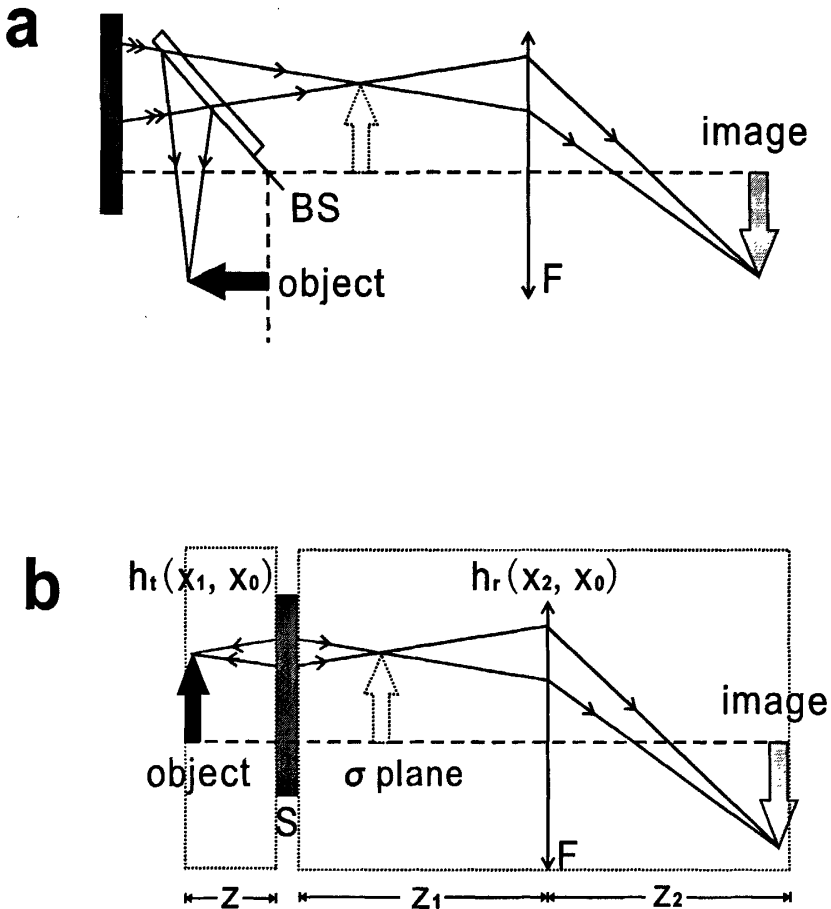 a
image
BS
object
F
b
hₜ(x₁, x₀)
hᵣ(x₂, x₀)
image
object
σ plane
S
F
z
z₁
z₂